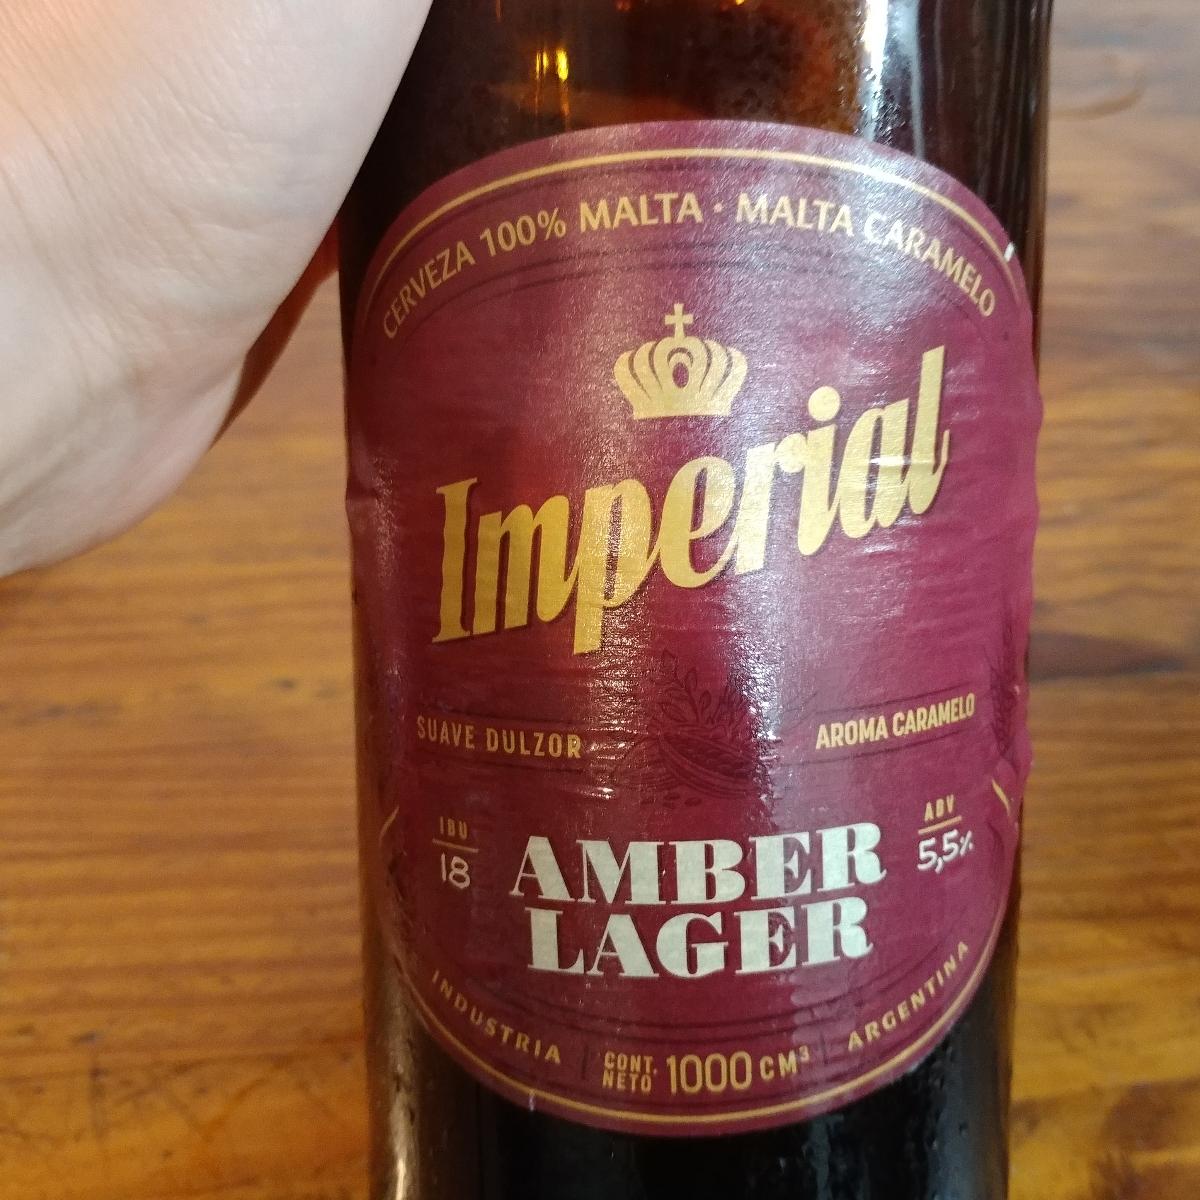 CERVEZA 100% MALTA · MALTA CARAMELO
Imperial
SUAVE DULZOR
AROMA CARAMELO
IBU
18
ABV
5,5%
AMBER
LAGER
INDUSTRIA
ARGENTINA
CONT.
NETO 1000 CM³